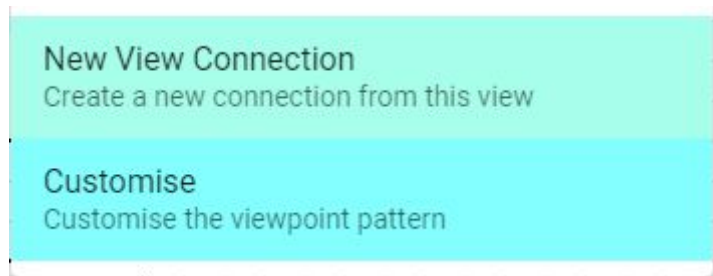 New View Connection
Create a new connection from this view
Customise
Customise the viewpoint pattern